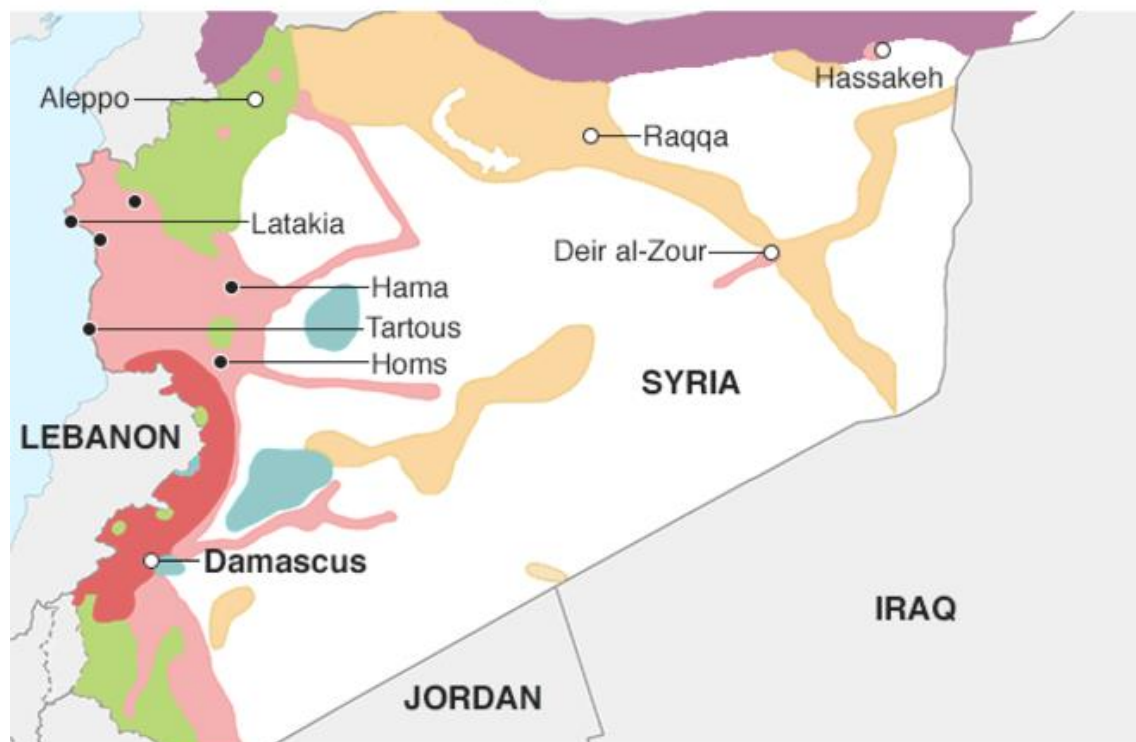 Hassakeh
Aleppo
Raqqa
Latakia
Deir al-Zour
Hama
Tartous
Homs
SYRIA
LEBANON
Damascus
IRAQ
JORDAN